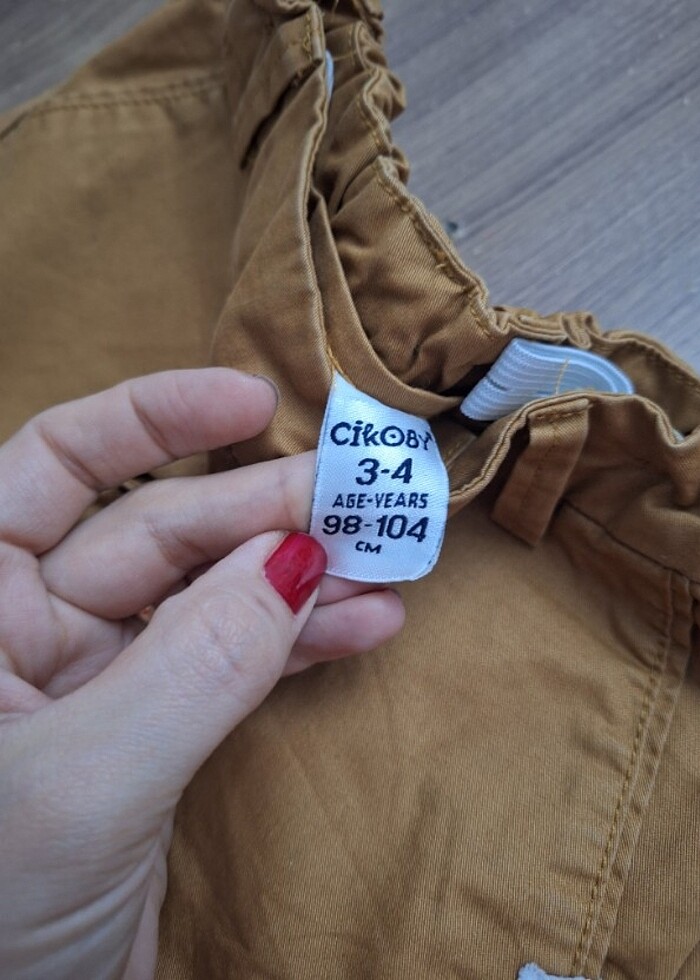 CikOBY
3-4
AGE-YEARS
98-104
CM